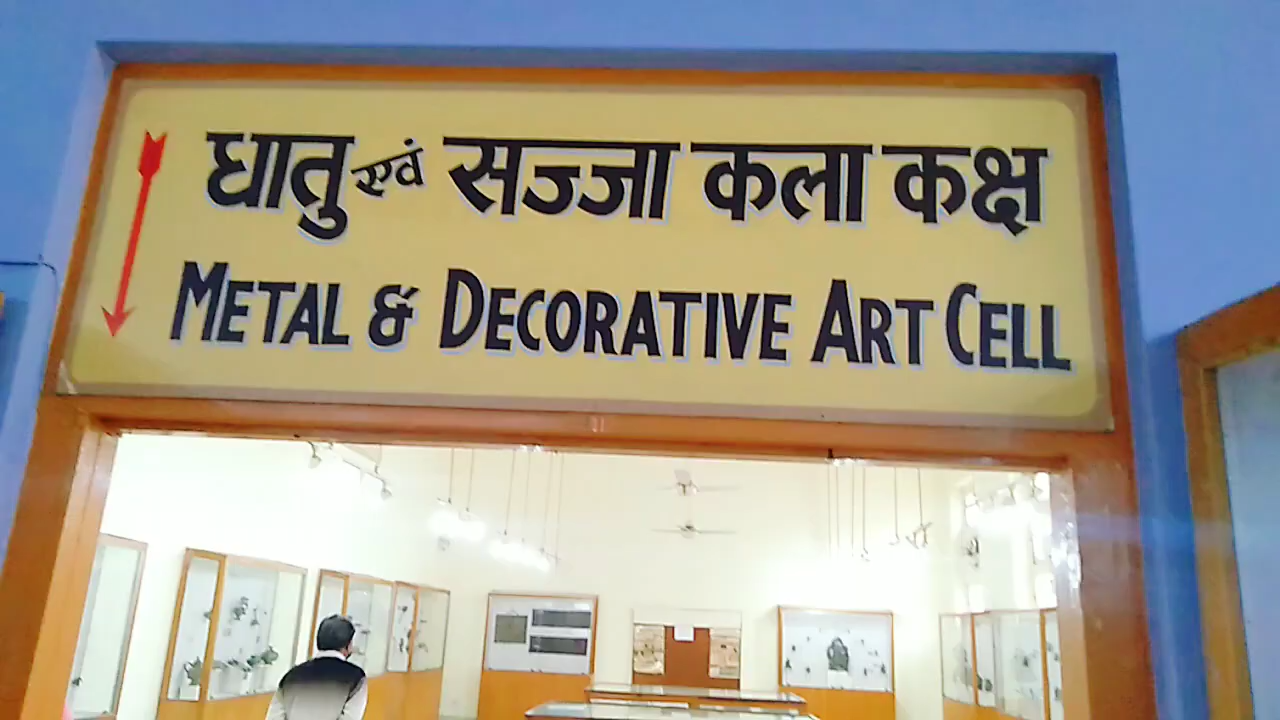 धातु एवं सज्जा कला कक्ष
METAL & DECORATIVE ART CELL